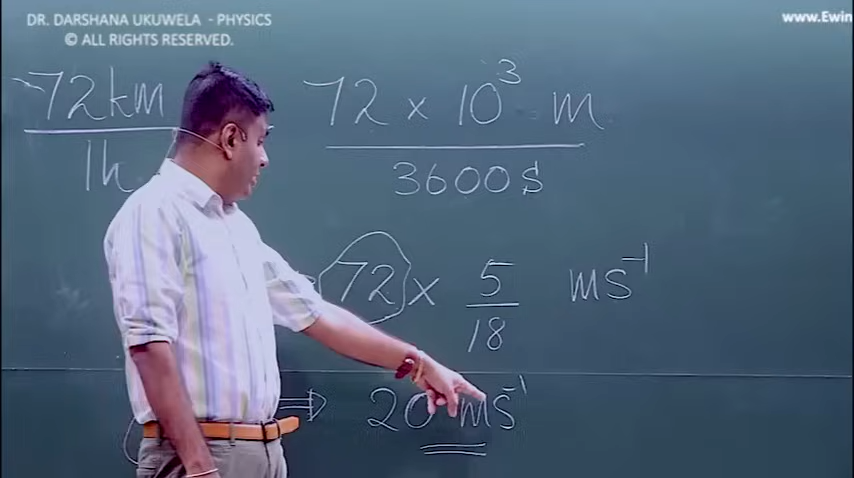 DR. DARSHANA UKUWELA - PHYSICS
© ALL RIGHTS RESERVED.
www.Ewin
72km
1h
72 × 10³ m
3600s
72 × 5/18 ms⁻¹
⇒ 20 ms⁻¹